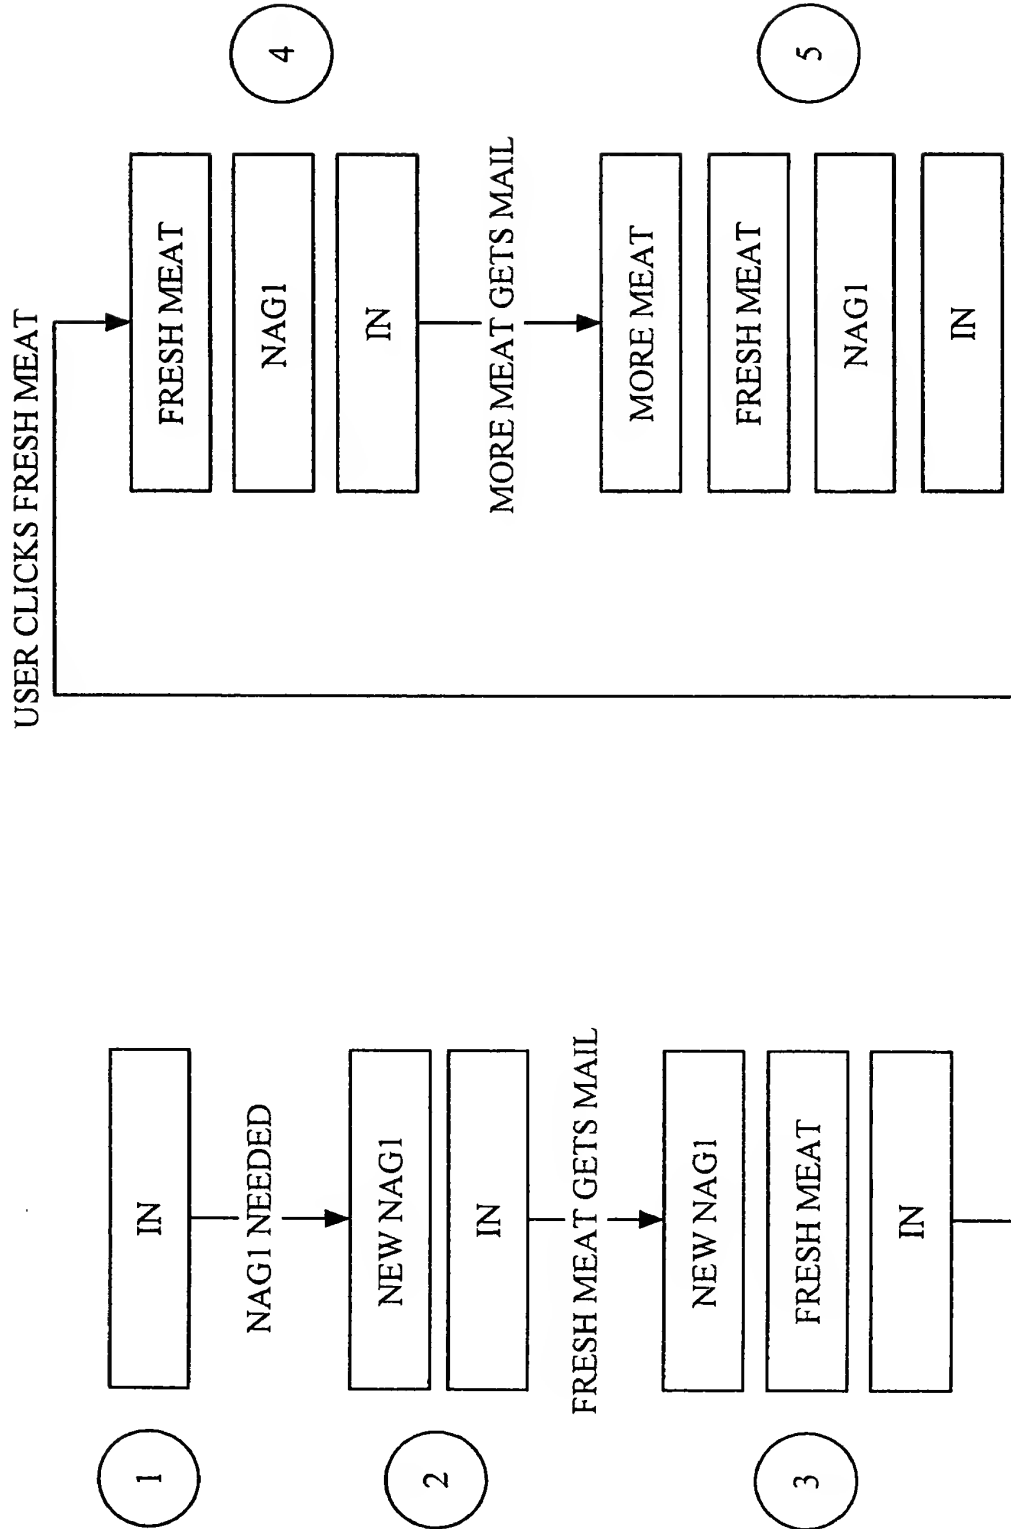 1
IN
NAG1 NEEDED
2
NEW NAG1
IN
FRESH MEAT GETS MAIL
3
NEW NAG1
FRESH MEAT
IN
USER CLICKS FRESH MEAT
4
FRESH MEAT
NAG1
IN
MORE MEAT GETS MAIL
5
MORE MEAT
FRESH MEAT
NAG1
IN